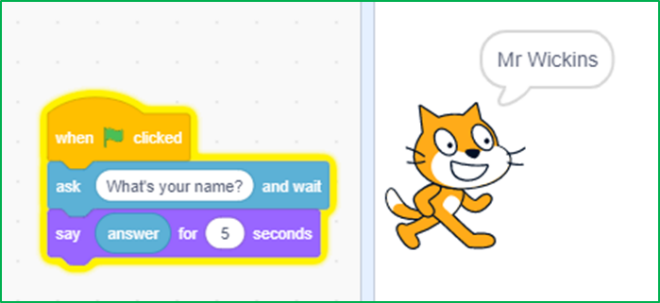 when clicked
ask What's your name? and wait
say answer for 5 seconds
Mr Wickins